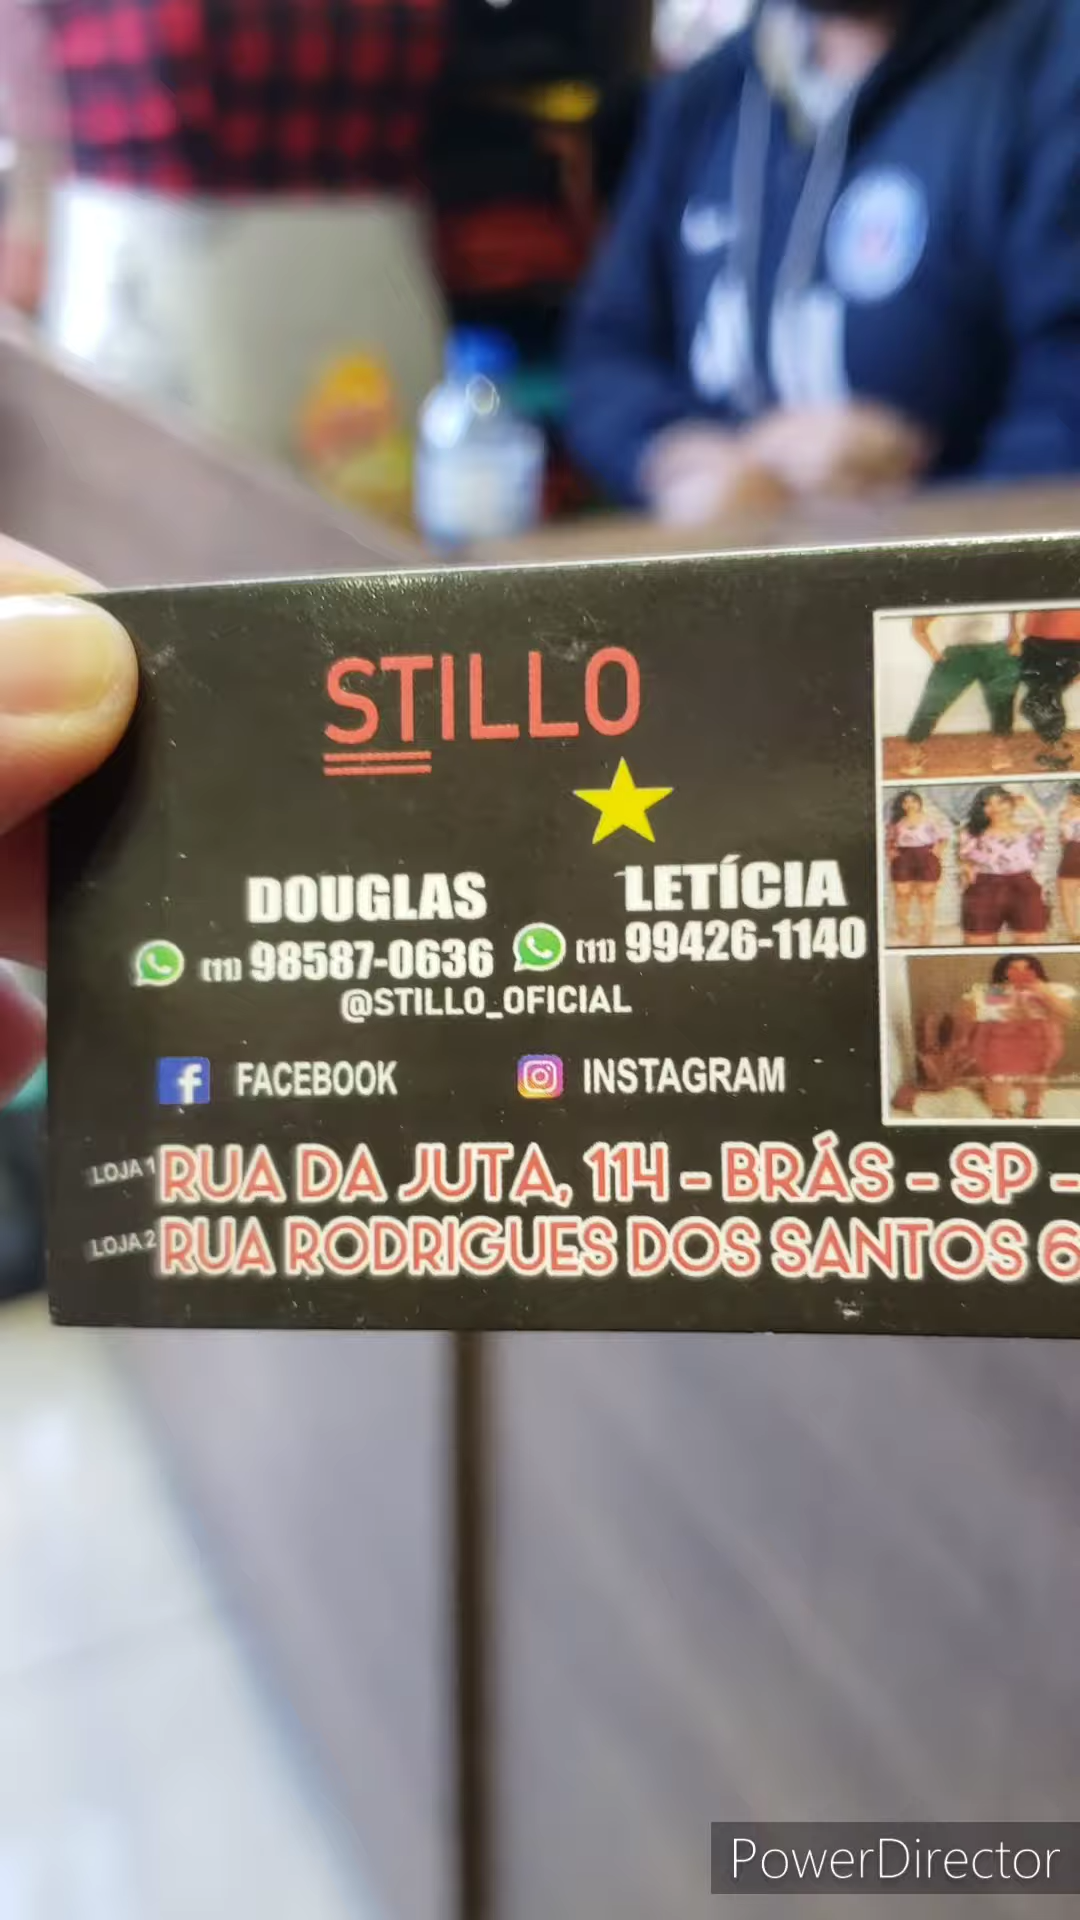 STILLO
DOUGLAS
(11) 98587-0636
LETÍCIA
(11) 99426-1140
@STILLO_OFICIAL
FACEBOOK
INSTAGRAM
LOJA 1 RUA DA JUTA, 114 - BRÁS - SP -
LOJA 2 RUA RODRIGUES DOS SANTOS 6
PowerDirector